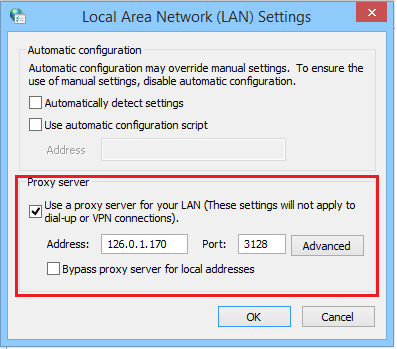 Local Area Network (LAN) Settings
Automatic configuration
Automatic configuration may override manual settings. To ensure the
use of manual settings, disable automatic configuration.
Automatically detect settings
Use automatic configuration script
Address
Proxy server
Use a proxy server for your LAN (These settings will not apply to
dial-up or VPN connections).
Address: 126.0.1.170 Port: 3128 Advanced
Bypass proxy server for local addresses
OK Cancel